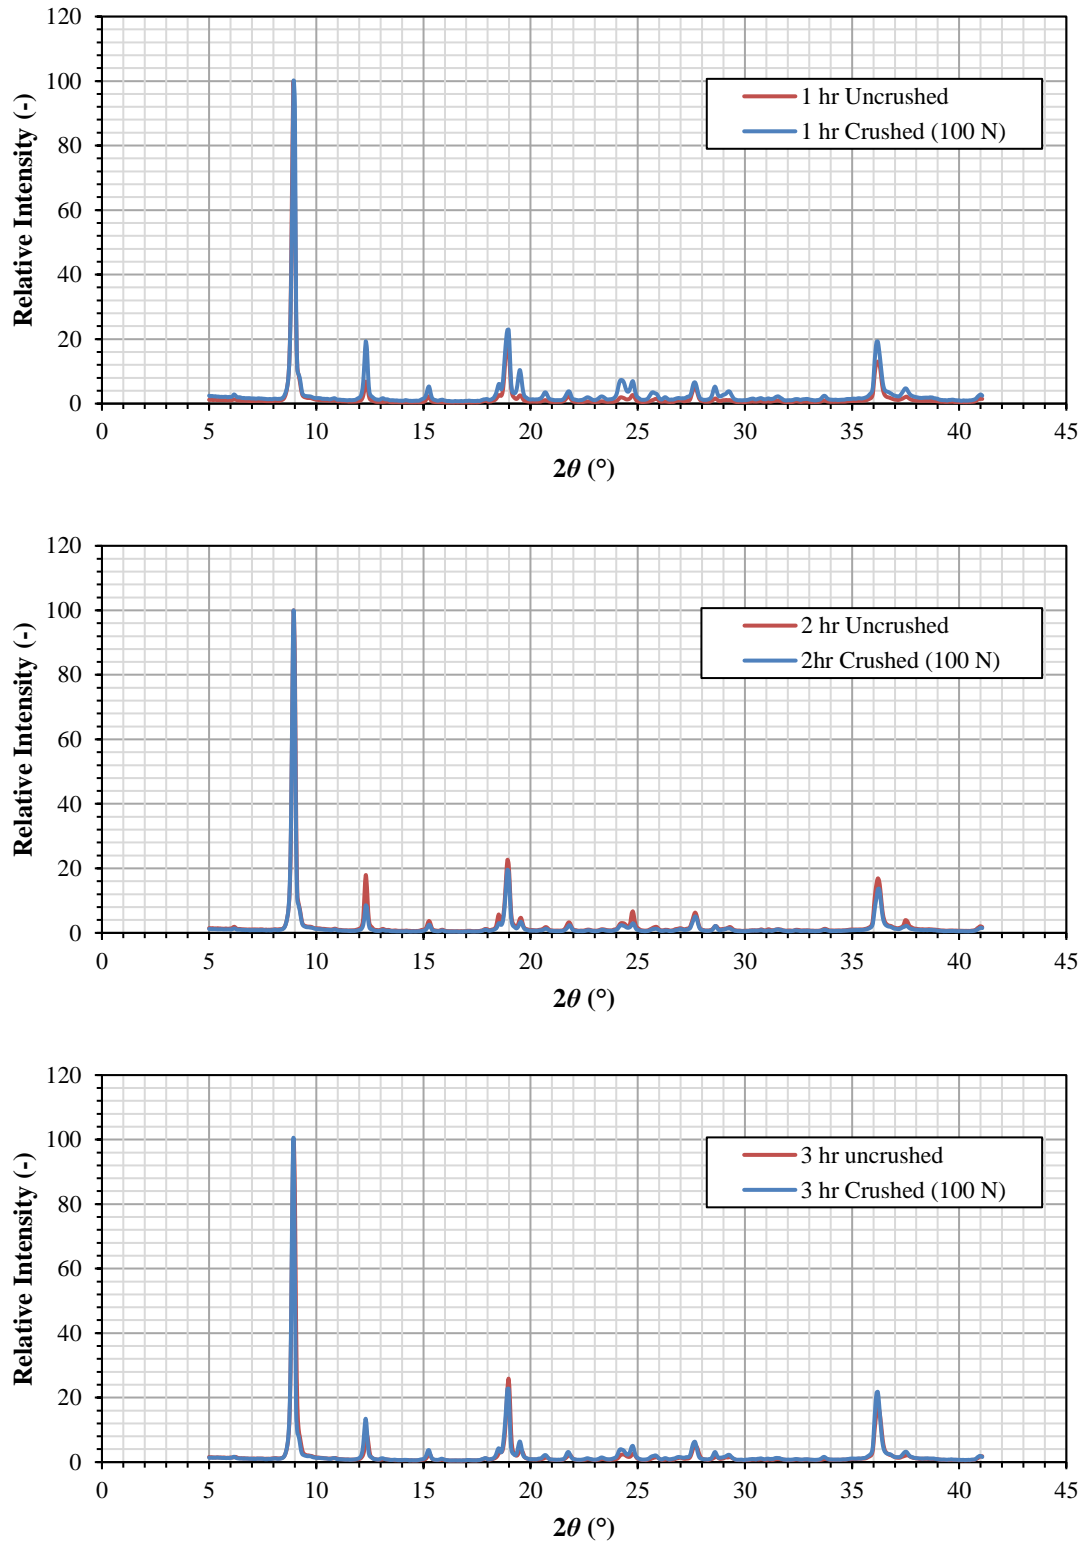 120
100
80
60
40
20
0
Relative Intensity (-)
1 hr Uncrushed
1 hr Crushed (100 N)
0 5 10 15 20 25 30 35 40 45
2θ (°)
120
100
80
60
40
20
0
Relative Intensity (-)
2 hr Uncrushed
2hr Crushed (100 N)
0 5 10 15 20 25 30 35 40 45
2θ (°)
120
100
80
60
40
20
0
Relative Intensity (-)
3 hr uncrushed
3 hr Crushed (100 N)
0 5 10 15 20 25 30 35 40 45
2θ (°)